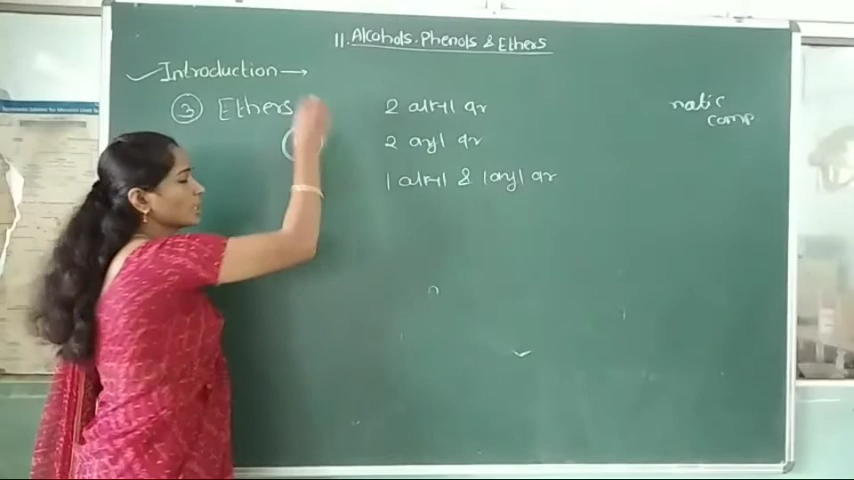 11. Alcohols, Phenols & Ethers
Introduction →
③ Ethers
2 alkyl gr
2 aryl gr
1 alkyl & 1 aryl gr
natic
comp